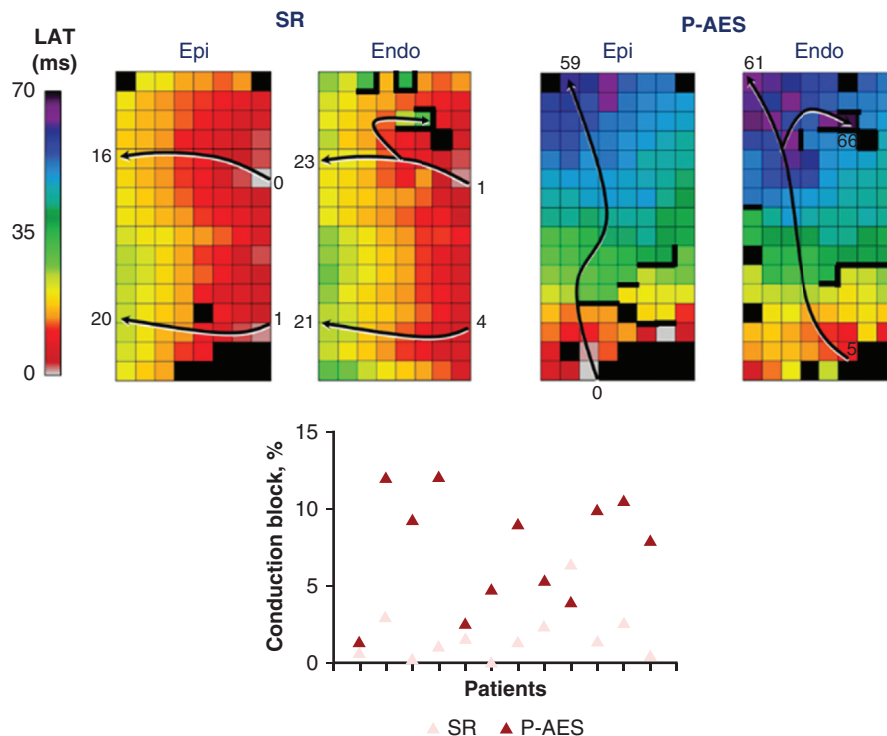 SR
P-AES
LAT
(ms)
Epi
Endo
Epi
Endo
70
35
0
16
0
20
1
23
1
21
4
59
0
61
66
5
Conduction block, %
15
10
5
0
Patients
SR
P-AES